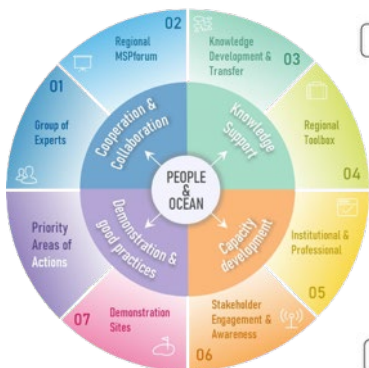 02
Regional
MSPforum
Knowledge
Development &
Transfer
03
01
Group of
Experts
Cooperation &
Collaboration
Knowledge
Support
Regional
Toolbox
04
PEOPLE
&
OCEAN
Priority
Areas of
Actions
Demonstration &
good practices
Capacity
development
Institutional &
Professional
05
07
Demonstration
Sites
Stakeholder
Engagement &
Awareness
06